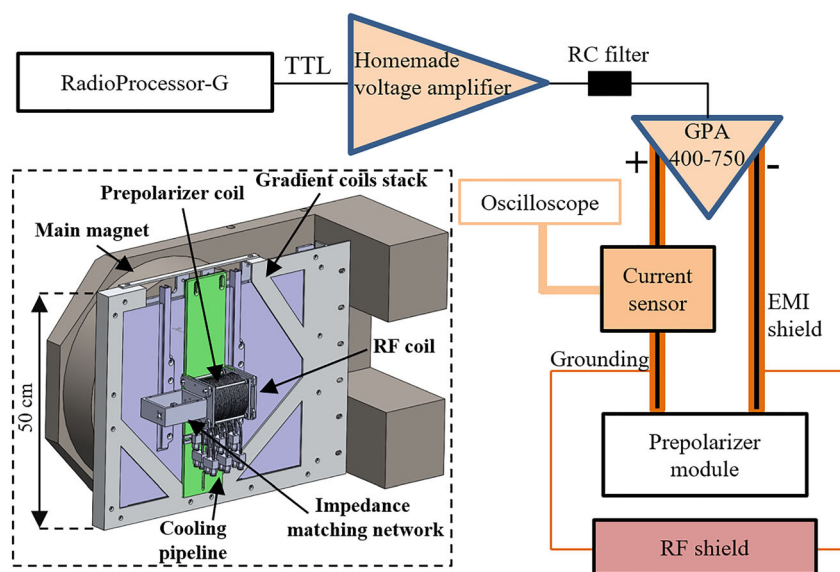 RadioProcessor-G
TTL
Homemade
voltage amplifier
RC filter
GPA
400-750
+
-
Oscilloscope
Current
sensor
EMI
shield
Grounding
Prepolarizer
module
RF shield
Prepolarizer coil
Gradient coils stack
Main magnet
RF coil
50 cm
Impedance
matching network
Cooling
pipeline